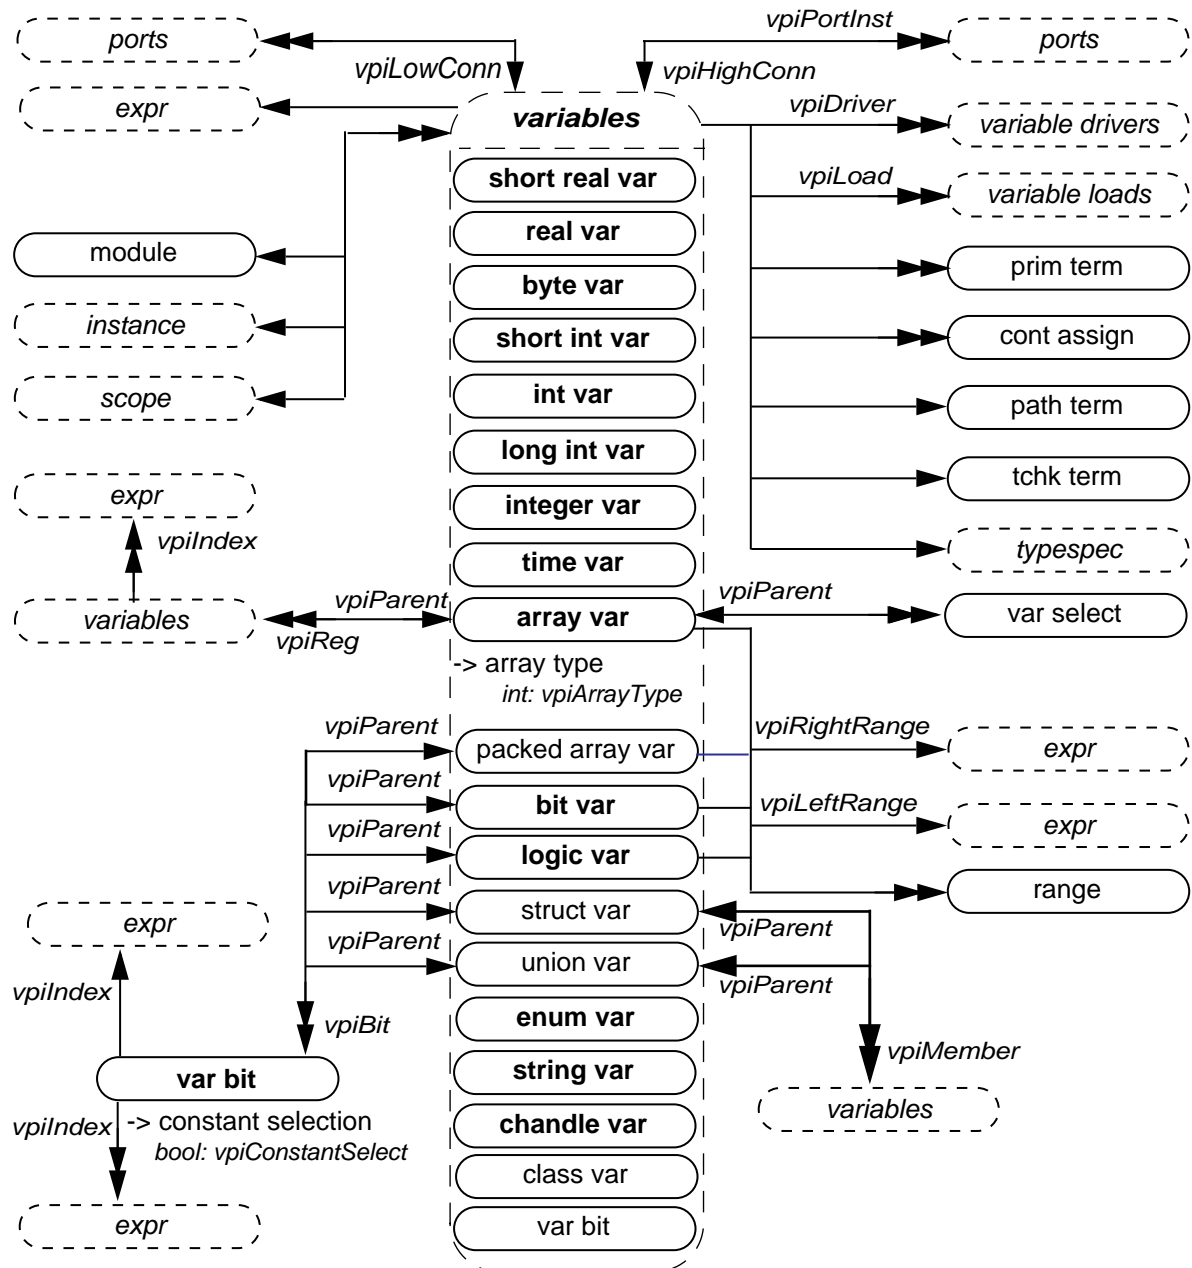 ports
vpiPortInst
ports
vpiLowConn
vpiHighConn
expr
variables
vpiDriver
variable drivers
short real var
vpiLoad
variable loads
real var
module
prim term
byte var
instance
short int var
cont assign
scope
int var
path term
long int var
tchk term
expr
integer var
vpiIndex
time var
typespec
variables
vpiParent
vpiReg
array var
vpiParent
var select
-> array type
int: vpiArrayType
vpiParent
packed array var
vpiRightRange
expr
vpiParent
bit var
vpiLeftRange
expr
vpiParent
logic var
vpiParent
struct var
range
expr
vpiParent
vpiParent
union var
vpiParent
vpiIndex
vpiBit
enum var
vpiMember
var bit
string var
variables
vpiIndex
-> constant selection
bool: vpiConstantSelect
chandle var
class var
expr
var bit